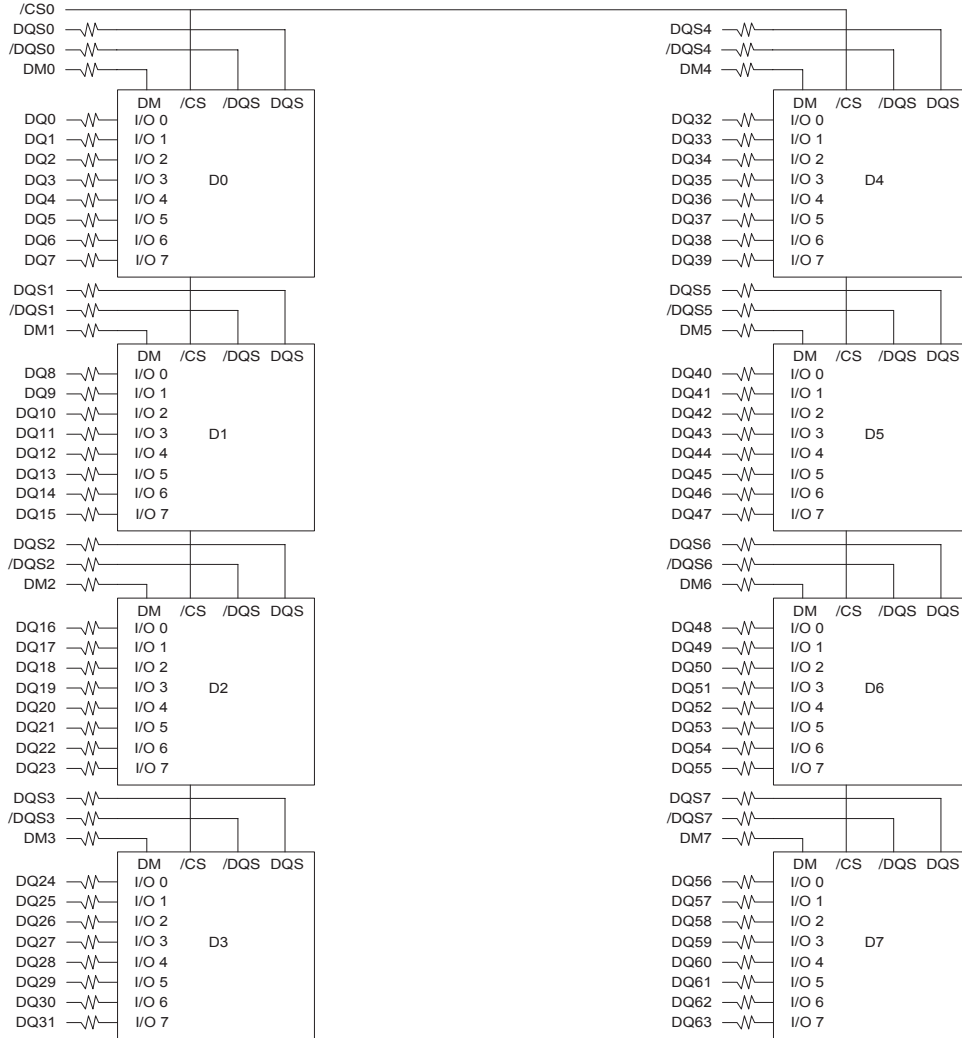 /CS0
DQS0
/DQS0
DM0
DM /CS /DQS DQS
DQ0 I/O 0
DQ1 I/O 1
DQ2 I/O 2
DQ3 I/O 3 D0
DQ4 I/O 4
DQ5 I/O 5
DQ6 I/O 6
DQ7 I/O 7
DQS1
/DQS1
DM1
DM /CS /DQS DQS
DQ8 I/O 0
DQ9 I/O 1
DQ10 I/O 2
DQ11 I/O 3 D1
DQ12 I/O 4
DQ13 I/O 5
DQ14 I/O 6
DQ15 I/O 7
DQS2
/DQS2
DM2
DM /CS /DQS DQS
DQ16 I/O 0
DQ17 I/O 1
DQ18 I/O 2
DQ19 I/O 3 D2
DQ20 I/O 4
DQ21 I/O 5
DQ22 I/O 6
DQ23 I/O 7
DQS3
/DQS3
DM3
DM /CS /DQS DQS
DQ24 I/O 0
DQ25 I/O 1
DQ26 I/O 2
DQ27 I/O 3 D3
DQ28 I/O 4
DQ29 I/O 5
DQ30 I/O 6
DQ31 I/O 7
DQS4
/DQS4
DM4
DM /CS /DQS DQS
DQ32 I/O 0
DQ33 I/O 1
DQ34 I/O 2
DQ35 I/O 3 D4
DQ36 I/O 4
DQ37 I/O 5
DQ38 I/O 6
DQ39 I/O 7
DQS5
/DQS5
DM5
DM /CS /DQS DQS
DQ40 I/O 0
DQ41 I/O 1
DQ42 I/O 2
DQ43 I/O 3 D5
DQ44 I/O 4
DQ45 I/O 5
DQ46 I/O 6
DQ47 I/O 7
DQS6
/DQS6
DM6
DM /CS /DQS DQS
DQ48 I/O 0
DQ49 I/O 1
DQ50 I/O 2
DQ51 I/O 3 D6
DQ52 I/O 4
DQ53 I/O 5
DQ54 I/O 6
DQ55 I/O 7
DQS7
/DQS7
DM7
DM /CS /DQS DQS
DQ56 I/O 0
DQ57 I/O 1
DQ58 I/O 2
DQ59 I/O 3 D7
DQ60 I/O 4
DQ61 I/O 5
DQ62 I/O 6
DQ63 I/O 7